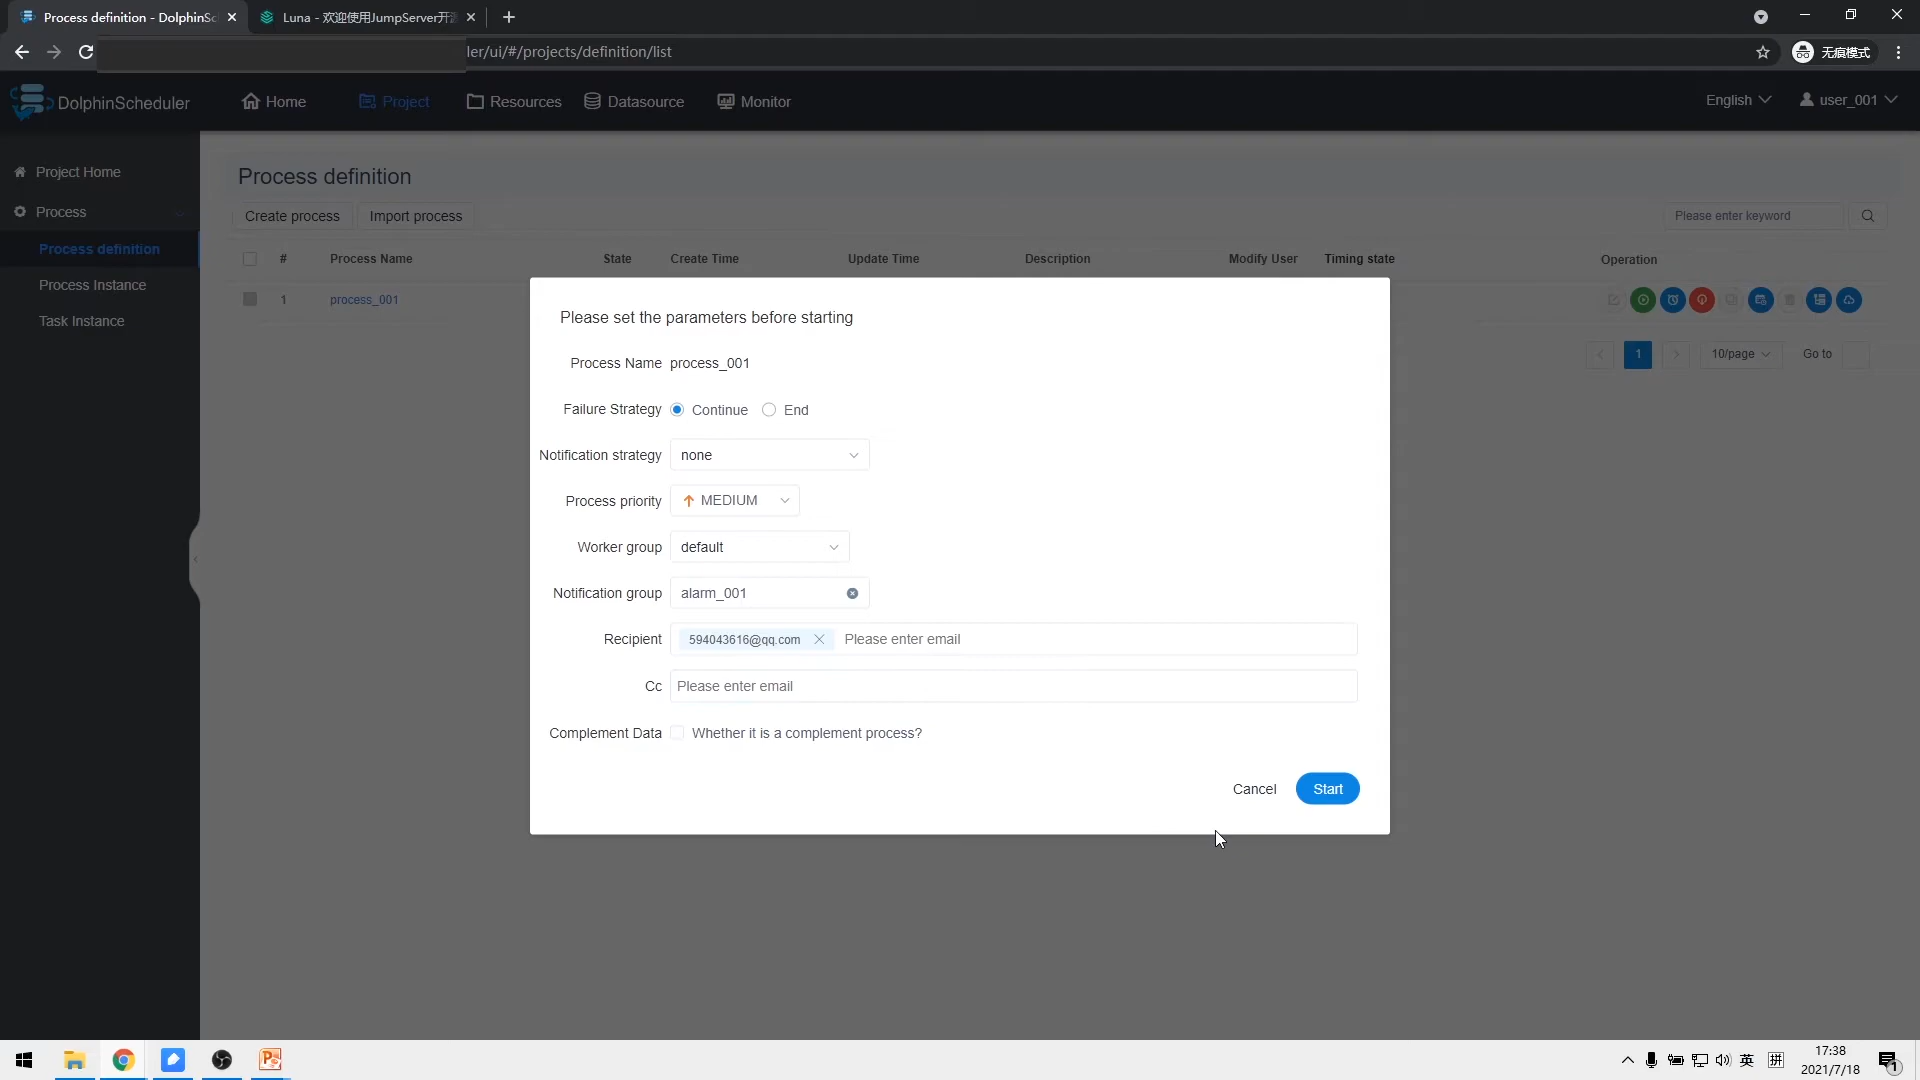 Process definition - DolphinSc
Luna - 欢迎使用JumpServer开源
ler/ui/#/projects/definition/list
无痕模式
DolphinScheduler
Home
Project
Resources
Datasource
Monitor
English
user_001
Project Home
Process
Process definition
Process Instance
Task Instance
Process definition
Create process
Import process
Please enter keyword
# Process Name State Create Time Update Time Description Modify User Timing state Operation
1 process_001
1
10/page
Go to
Please set the parameters before starting
Process Name process_001
Failure Strategy Continue End
Notification strategy none
Process priority MEDIUM
Worker group default
Notification group alarm_001
Recipient 594043616@qq.com Please enter email
Cc Please enter email
Complement Data Whether it is a complement process?
Cancel Start
英
拼
17:38
2021/7/18
1